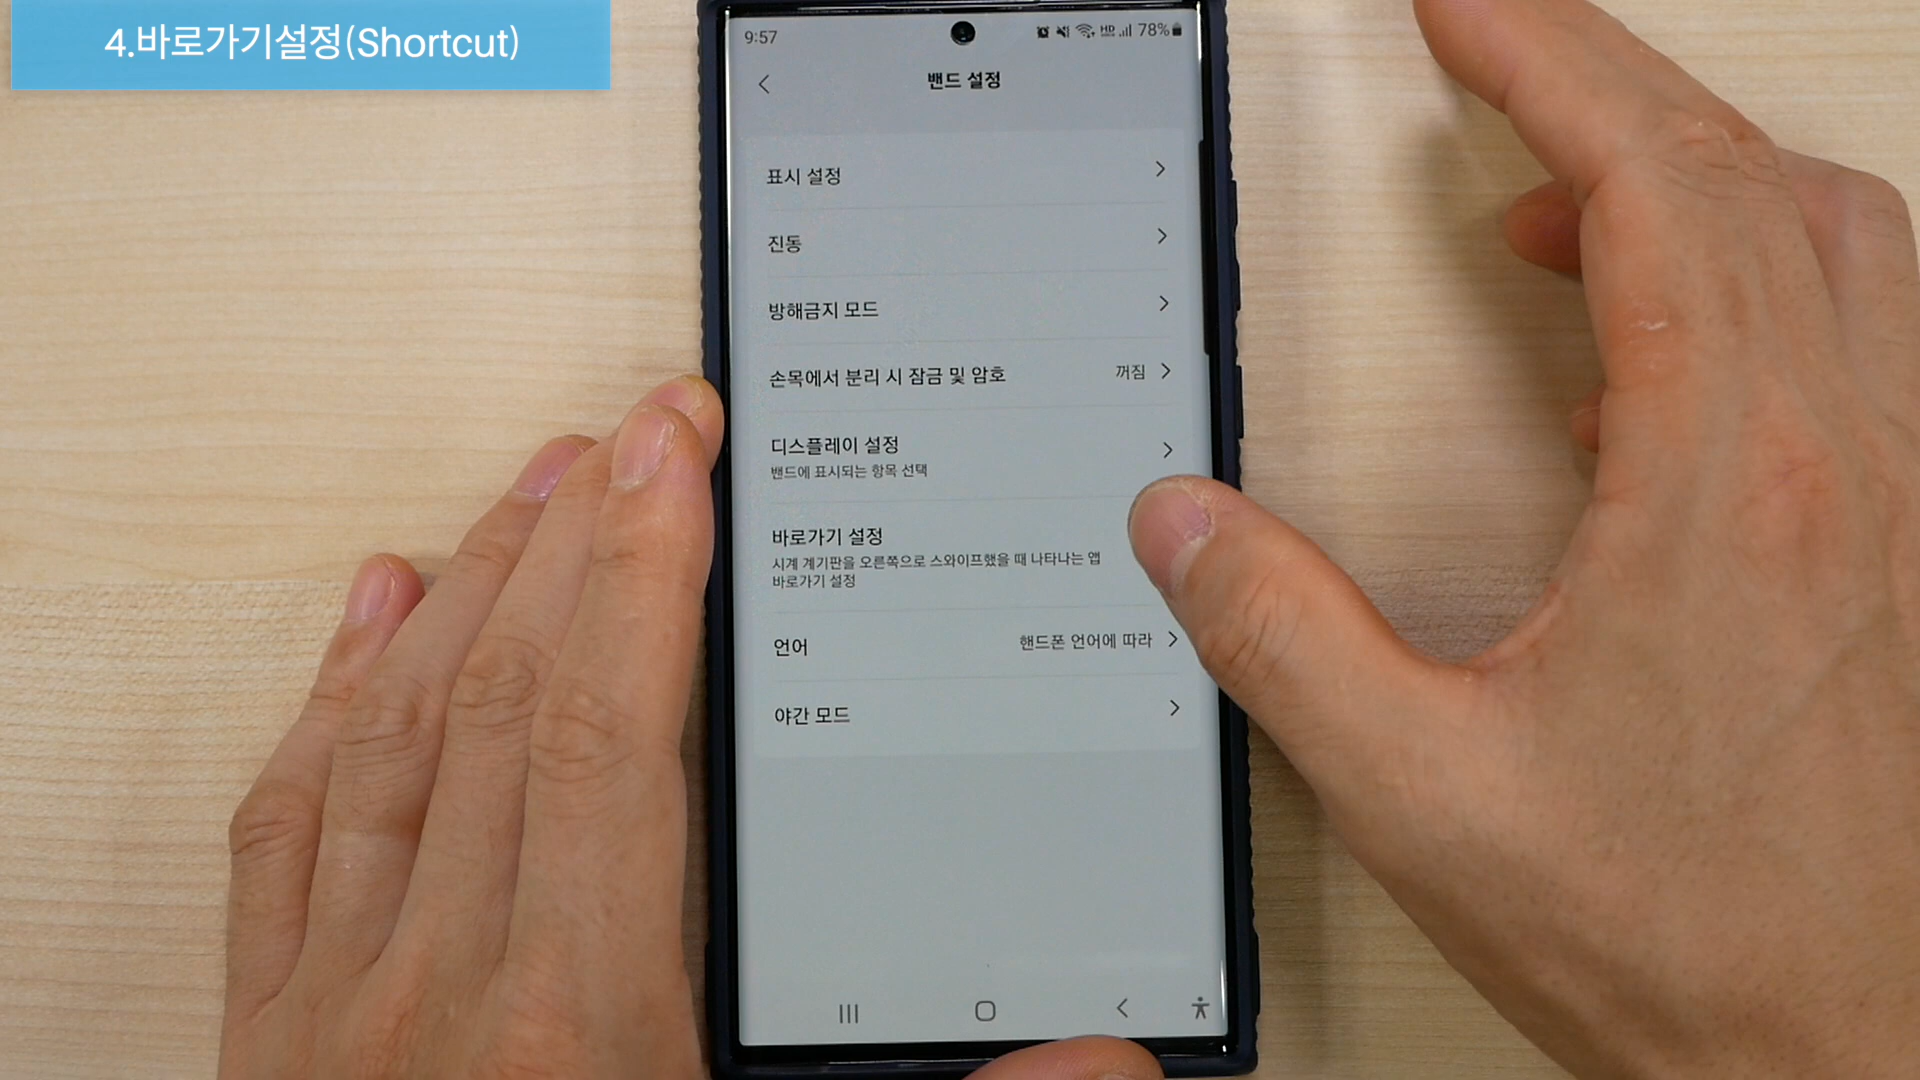 4.바로가기설정(Shortcut)
9:57
HD 78%
밴드 설정
표시 설정
진동
방해금지 모드
손목에서 분리 시 잠금 및 암호 꺼짐
디스플레이 설정
밴드에 표시되는 항목 선택
바로가기 설정
시계 계기판을 오른쪽으로 스와이프했을 때 나타나는 앱
바로가기 설정
언어 핸드폰 언어에 따라
야간 모드